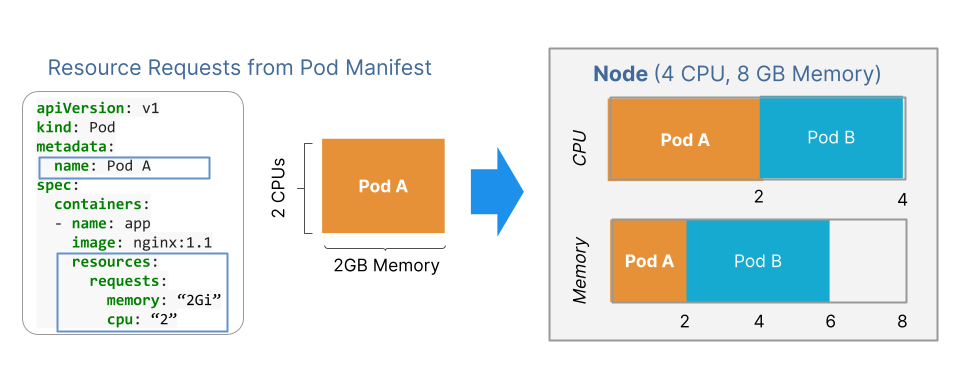 Resource Requests from Pod Manifest
apiVersion: v1
kind: Pod
metadata:
name: Pod A
spec:
containers:
- name: app
image: nginx:1.1
resources:
requests:
memory: “2Gi”
cpu: “2”
2 CPUs
Pod A
2GB Memory
Node (4 CPU, 8 GB Memory)
CPU
Pod A
Pod B
2
4
Memory
Pod A
Pod B
2
4
6
8